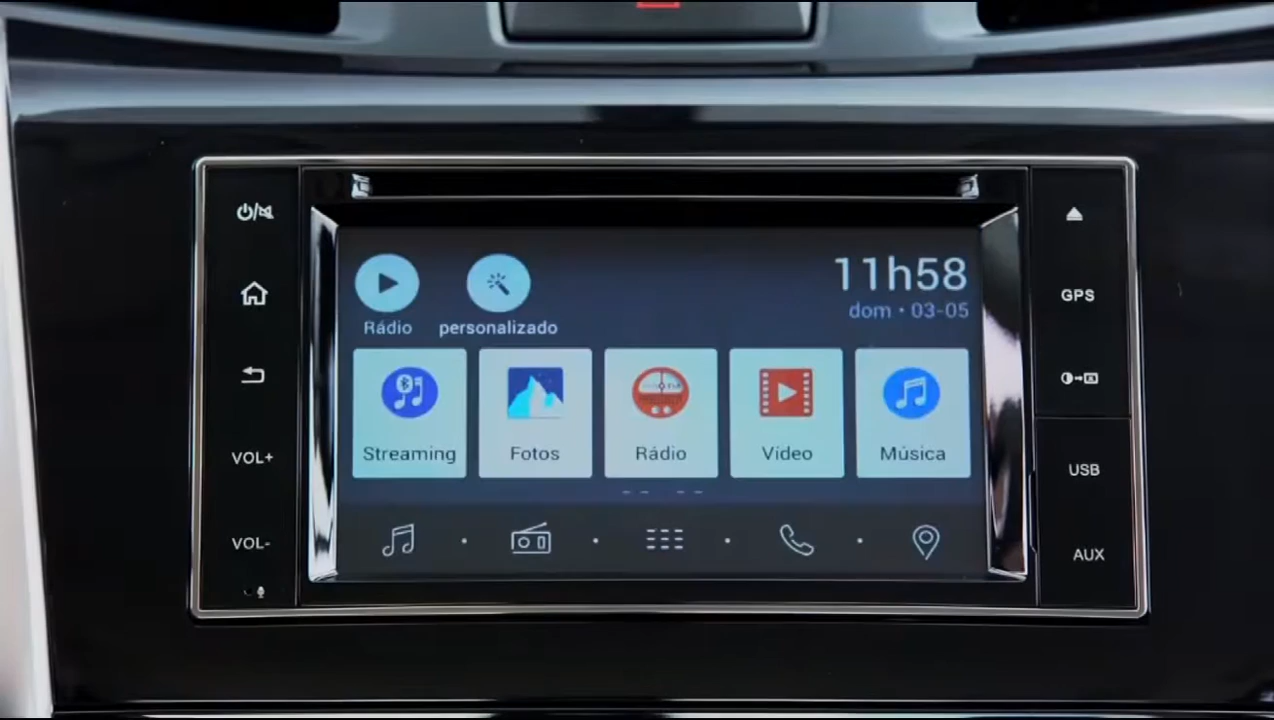 11h58
dom • 03-05
Rádio
personalizado
Streaming
Fotos
Rádio
Vídeo
Música
VOL+
VOL-
GPS
USB
AUX